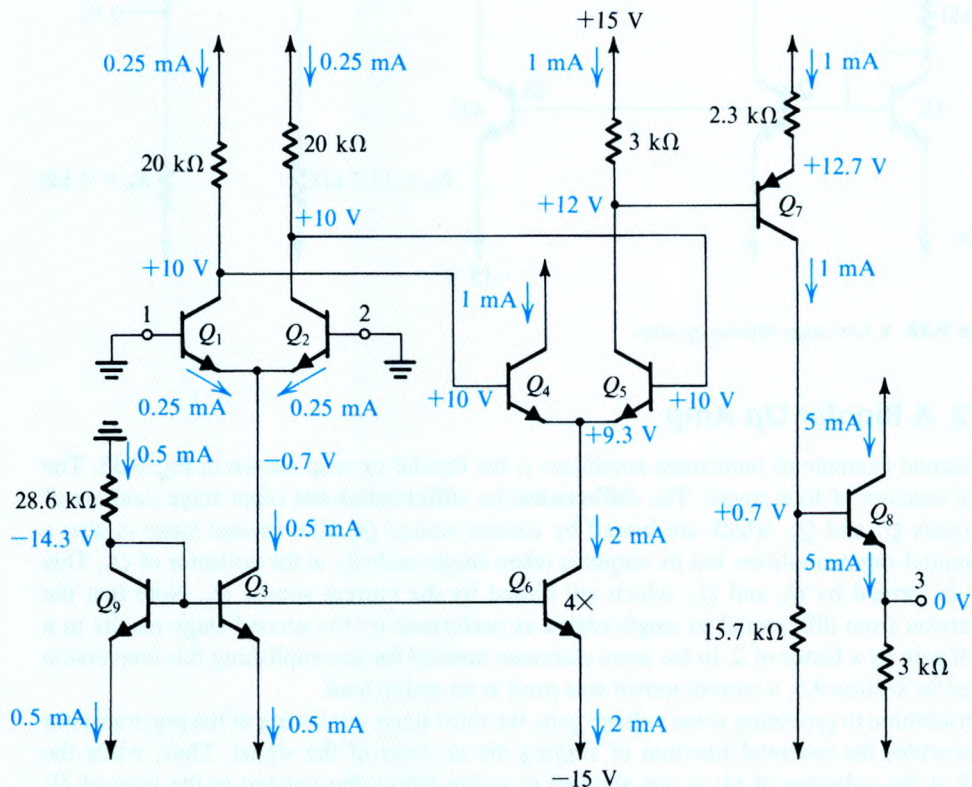 +15 V
0.25 mA
0.25 mA
1 mA
1 mA
20 kΩ
20 kΩ
3 kΩ
2.3 kΩ
+12.7 V
+10 V
+12 V
Q7
+10 V
1 mA
1 mA
1
Q1
Q2
2
Q4
Q5
+10 V
+10 V
0.25 mA
0.25 mA
+9.3 V
0.5 mA
−0.7 V
5 mA
28.6 kΩ
−14.3 V
+0.7 V
Q8
0.5 mA
2 mA
5 mA
Q9
Q3
Q6
4×
3
0 V
15.7 kΩ
3 kΩ
0.5 mA
0.5 mA
2 mA
−15 V